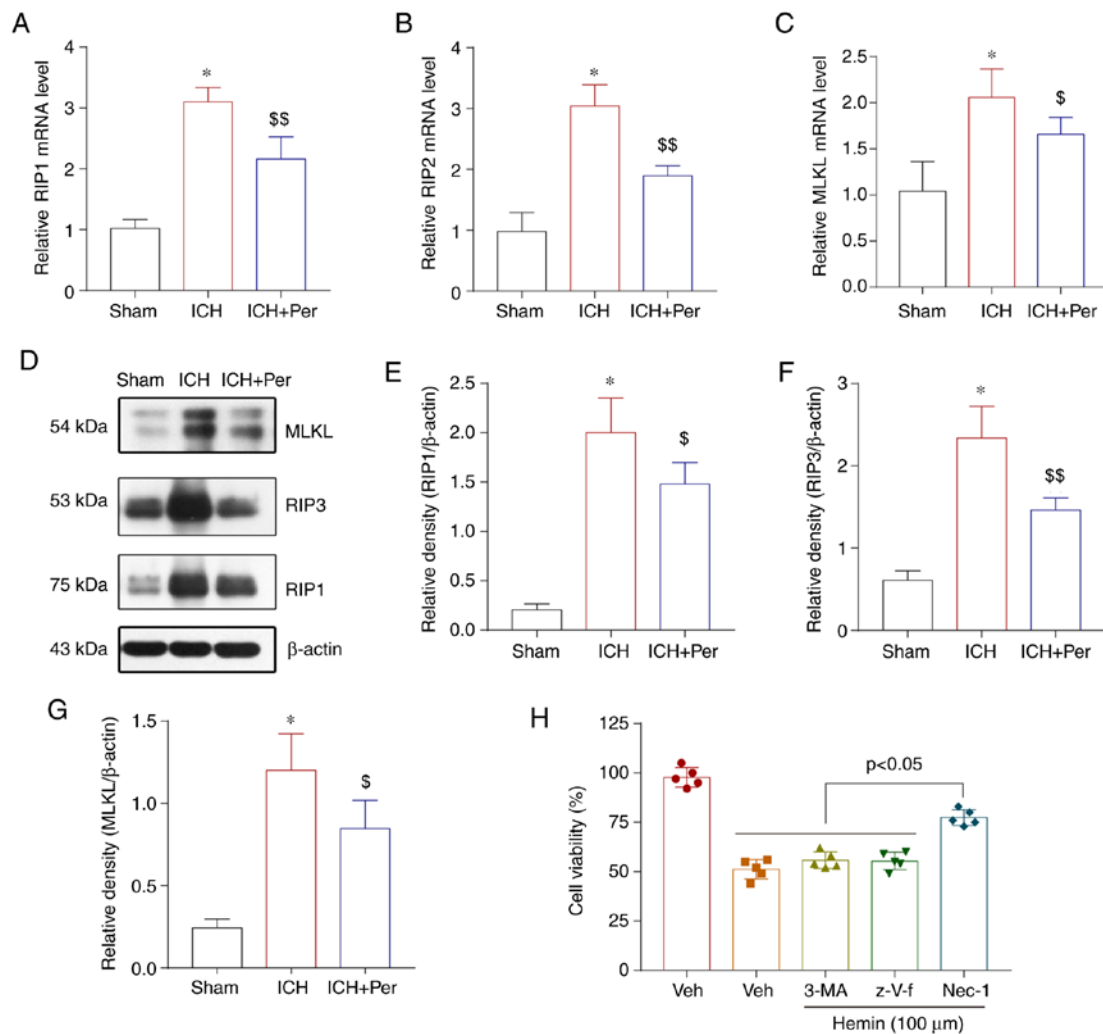 A
Relative RIP1 mRNA level
4
3
2
1
0
*
$$
Sham ICH ICH+Per
B
Relative RIP2 mRNA level
4
3
2
1
0
*
$$
Sham ICH ICH+Per
C
Relative MLKL mRNA level
2.5
2.0
1.5
1.0
0.5
0.0
*
$
Sham ICH ICH+Per
D
Sham ICH ICH+Per
54 kDa MLKL
53 kDa RIP3
75 kDa RIP1
43 kDa β-actin
E
Relative density (RIP1/β-actin)
2.5
2.0
1.5
1.0
0.5
0.0
*
$
Sham ICH ICH+Per
F
Relative density (RIP3/β-actin)
3
2
1
0
*
$$
Sham ICH ICH+Per
G
Relative density (MLKL/β-actin)
1.5
1.0
0.5
0.0
*
$
Sham ICH ICH+Per
H
Cell viability (%)
125
100
75
50
25
0
p<0.05
Veh Veh 3-MA z-V-f Nec-1
Hemin (100 μm)